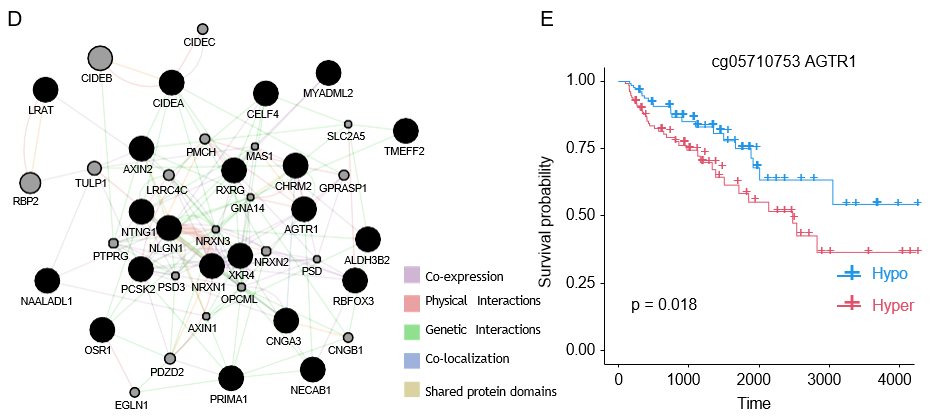 D
CIDEC
CIDEB
CIDEA
LRAT
MYADML2
CELF4
SLC2A5
TMEFF2
PMCH
MAS1
AXIN2
TULP1
LRRC4C
RXRG
CHRM2
GPRASP1
RBP2
GNA14
NTNG1
AGTR1
NLGN1
NRXN3
PTPRG
NRXN2
ALDH3B2
XKR4
PSD
PCSK2
PSD3
NRXN1
NAALADL1
OPCML
RBFOX3
AXIN1
OSR1
CNGA3
CNGB1
PDZD2
EGLN1
PRIMA1
NECAB1
Co-expression
Physical Interactions
Genetic Interactions
Co-localization
Shared protein domains
E
cg05710753 AGTR1
Survival probability
1.00
0.75
0.50
0.25
0.00
Hypo
Hyper
p = 0.018
0 1000 2000 3000 4000
Time